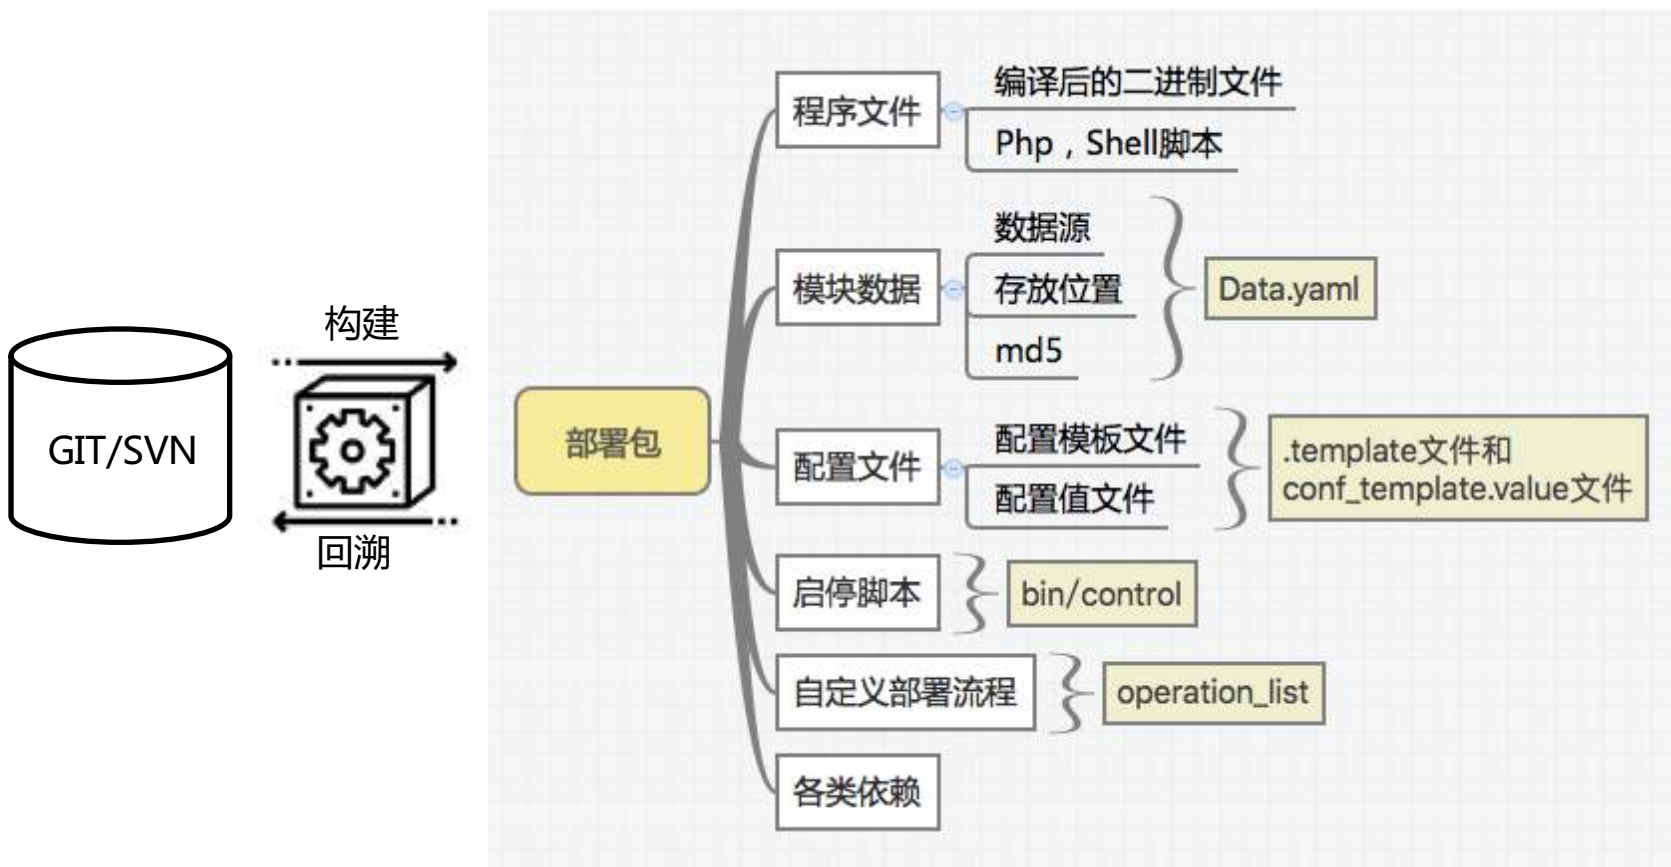 构建
GIT/SVN
回溯
部署包
程序文件
编译后的二进制文件
Php，Shell脚本
模块数据
数据源
存放位置
md5
Data.yaml
配置文件
配置模板文件
配置值文件
.template文件和
conf_template.value文件
启停脚本
bin/control
自定义部署流程
operation_list
各类依赖